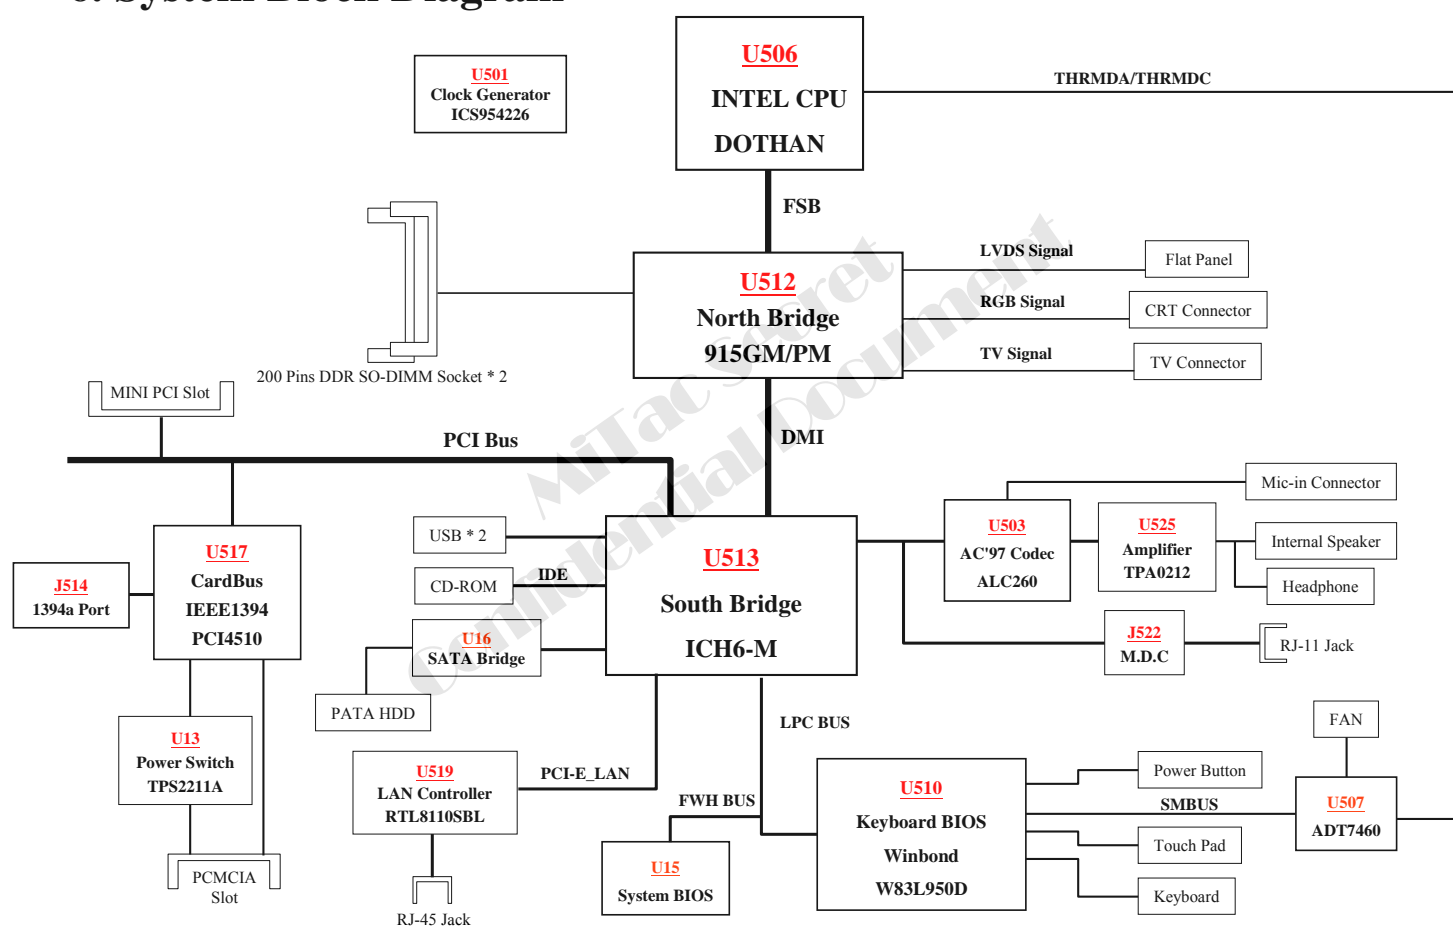 6. System Block Diagram
U501
Clock Generator
ICS954226
U506
INTEL CPU
DOTHAN
THRMDA/THRMDC
FSB
U512
North Bridge
915GM/PM
LVDS Signal
Flat Panel
RGB Signal
CRT Connector
TV Signal
TV Connector
200 Pins DDR SO-DIMM Socket * 2
MINI PCI Slot
PCI Bus
DMI
MiTac Secret
Confidential Document
Mic-in Connector
U503
AC'97 Codec
ALC260
U525
Amplifier
TPA0212
Internal Speaker
Headphone
J522
M.D.C
RJ-11 Jack
U517
CardBus
IEEE1394
PCI4510
J514
1394a Port
USB * 2
CD-ROM
IDE
U513
South Bridge
ICH6-M
U16
SATA Bridge
PATA HDD
U13
Power Switch
TPS2211A
PCMCIA
Slot
U519
LAN Controller
RTL8110SBL
PCI-E_LAN
RJ-45 Jack
LPC BUS
FWH BUS
U15
System BIOS
U510
Keyboard BIOS
Winbond
W83L950D
Power Button
SMBUS
Touch Pad
Keyboard
FAN
U507
ADT7460